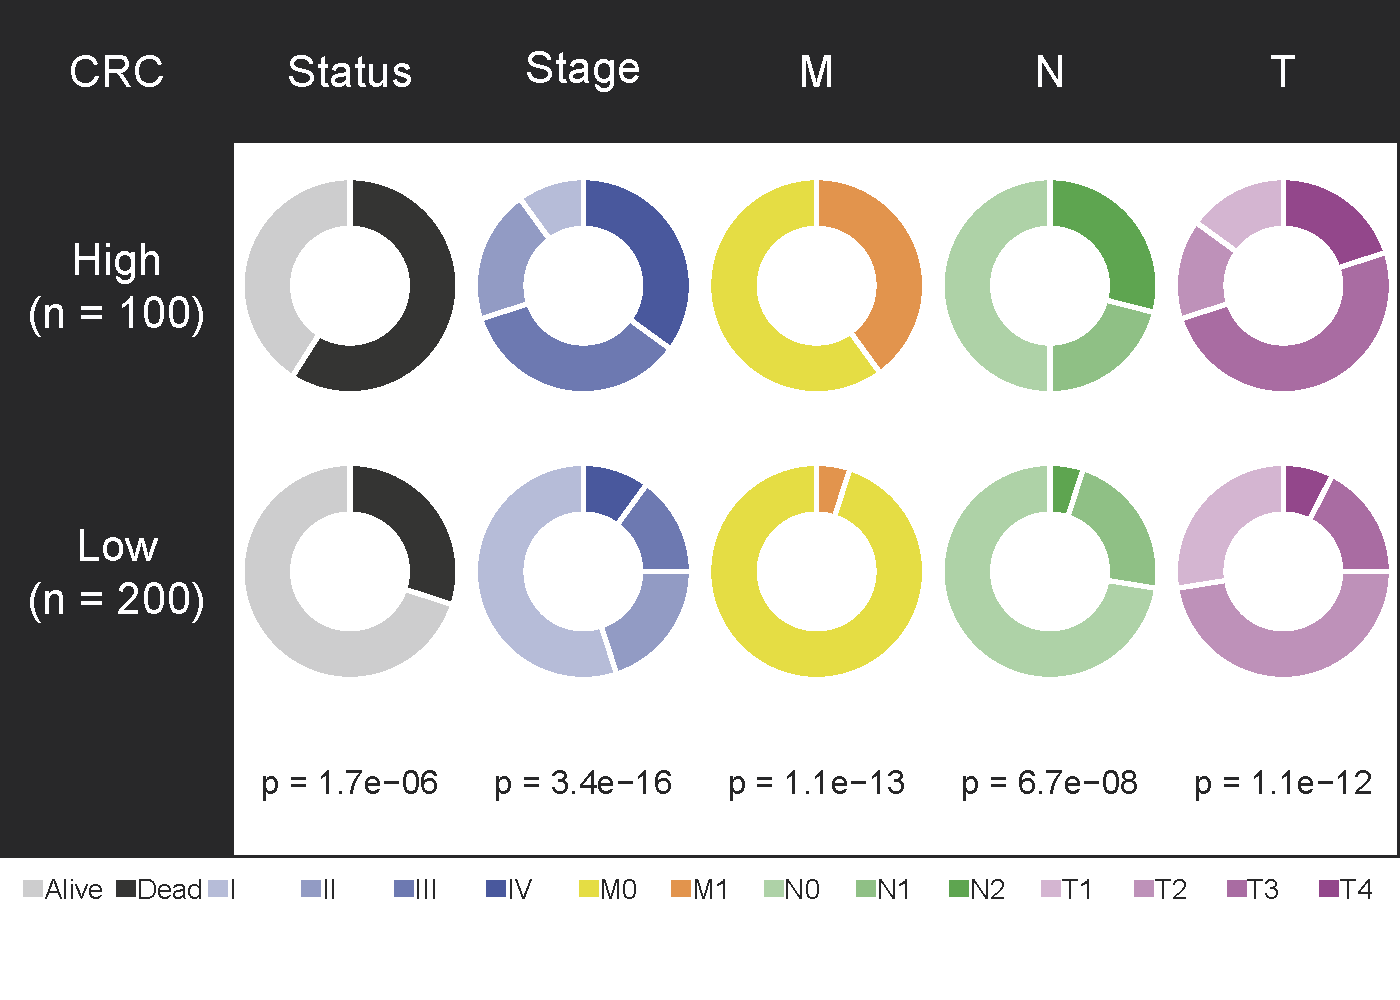 CRC Status Stage M N T
High
(n = 100)
Low
(n = 200)
p = 1.7e−06 p = 3.4e−16 p = 1.1e−13 p = 6.7e−08 p = 1.1e−12
Alive Dead I II III IV M0 M1 N0 N1 N2 T1 T2 T3 T4